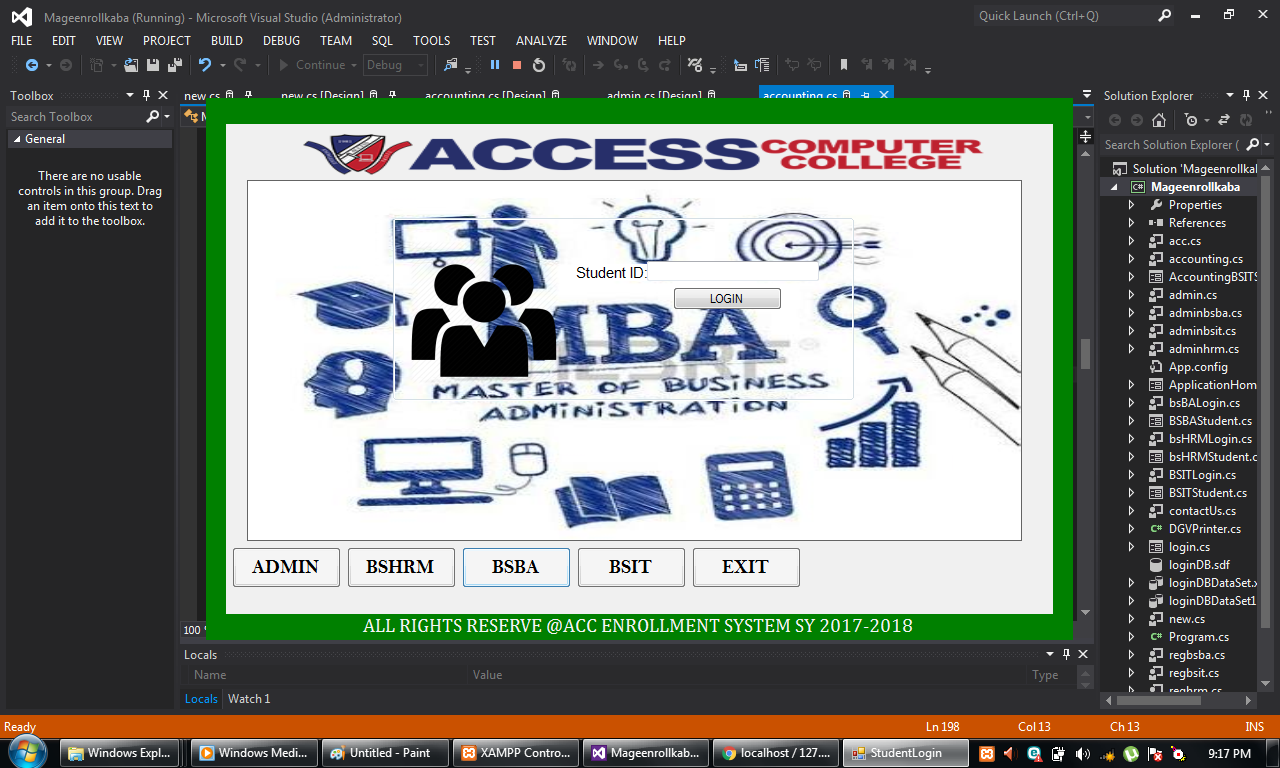 Mageenrollkaba (Running) - Microsoft Visual Studio (Administrator)
Quick Launch (Ctrl+Q)
FILE EDIT VIEW PROJECT BUILD DEBUG TEAM SQL TOOLS TEST ANALYZE WINDOW HELP
Continue Debug
Toolbox
new.cs new.cs [Design] accounting.cs [Design] admin.cs [Design] accounting.cs
Solution Explorer
Search Toolbox
Search Solution Explorer (
General
There are no usable
controls in this group. Drag
an item onto this text to
add it to the toolbox.
ACCESS COMPUTER
COLLEGE
Student ID:
LOGIN
MBA
MASTER OF BUSINESS
ADMINISTRATION
ADMIN BSHRM BSBA BSIT EXIT
ALL RIGHTS RESERVE @ACC ENROLLMENT SYSTEM SY 2017-2018
100
Solution 'Mageenrollkal
Mageenrollkaba
Properties
References
acc.cs
accounting.cs
AccountingBSITS
admin.cs
adminbsba.cs
adminbsit.cs
adminhrm.cs
App.config
ApplicationHom
bsBALogin.cs
BSBAStudent.cs
bsHRMLogin.cs
bsHRMStudent.c
BSITLogin.cs
BSITStudent.cs
contactUs.cs
DGVPrinter.cs
login.cs
loginDB.sdf
loginDBDataSet.x
loginDBDataSet1
new.cs
Program.cs
regbsba.cs
regbsit.cs
reghrm.cs
Locals
Name Value Type
Locals Watch 1
Ready Ln 198 Col 13 Ch 13 INS
Windows Expl... Windows Medi... Untitled - Paint XAMPP Contro... Mageenrollkab... localhost / 127.... StudentLogin 9:17 PM